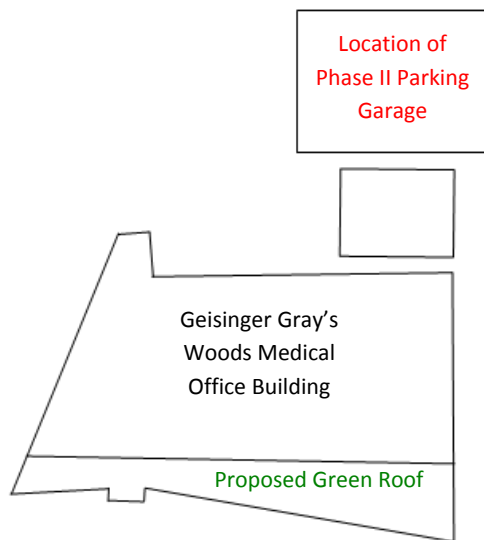 Location of
Phase II Parking
Garage
Geisinger Gray’s
Woods Medical
Office Building
Proposed Green Roof